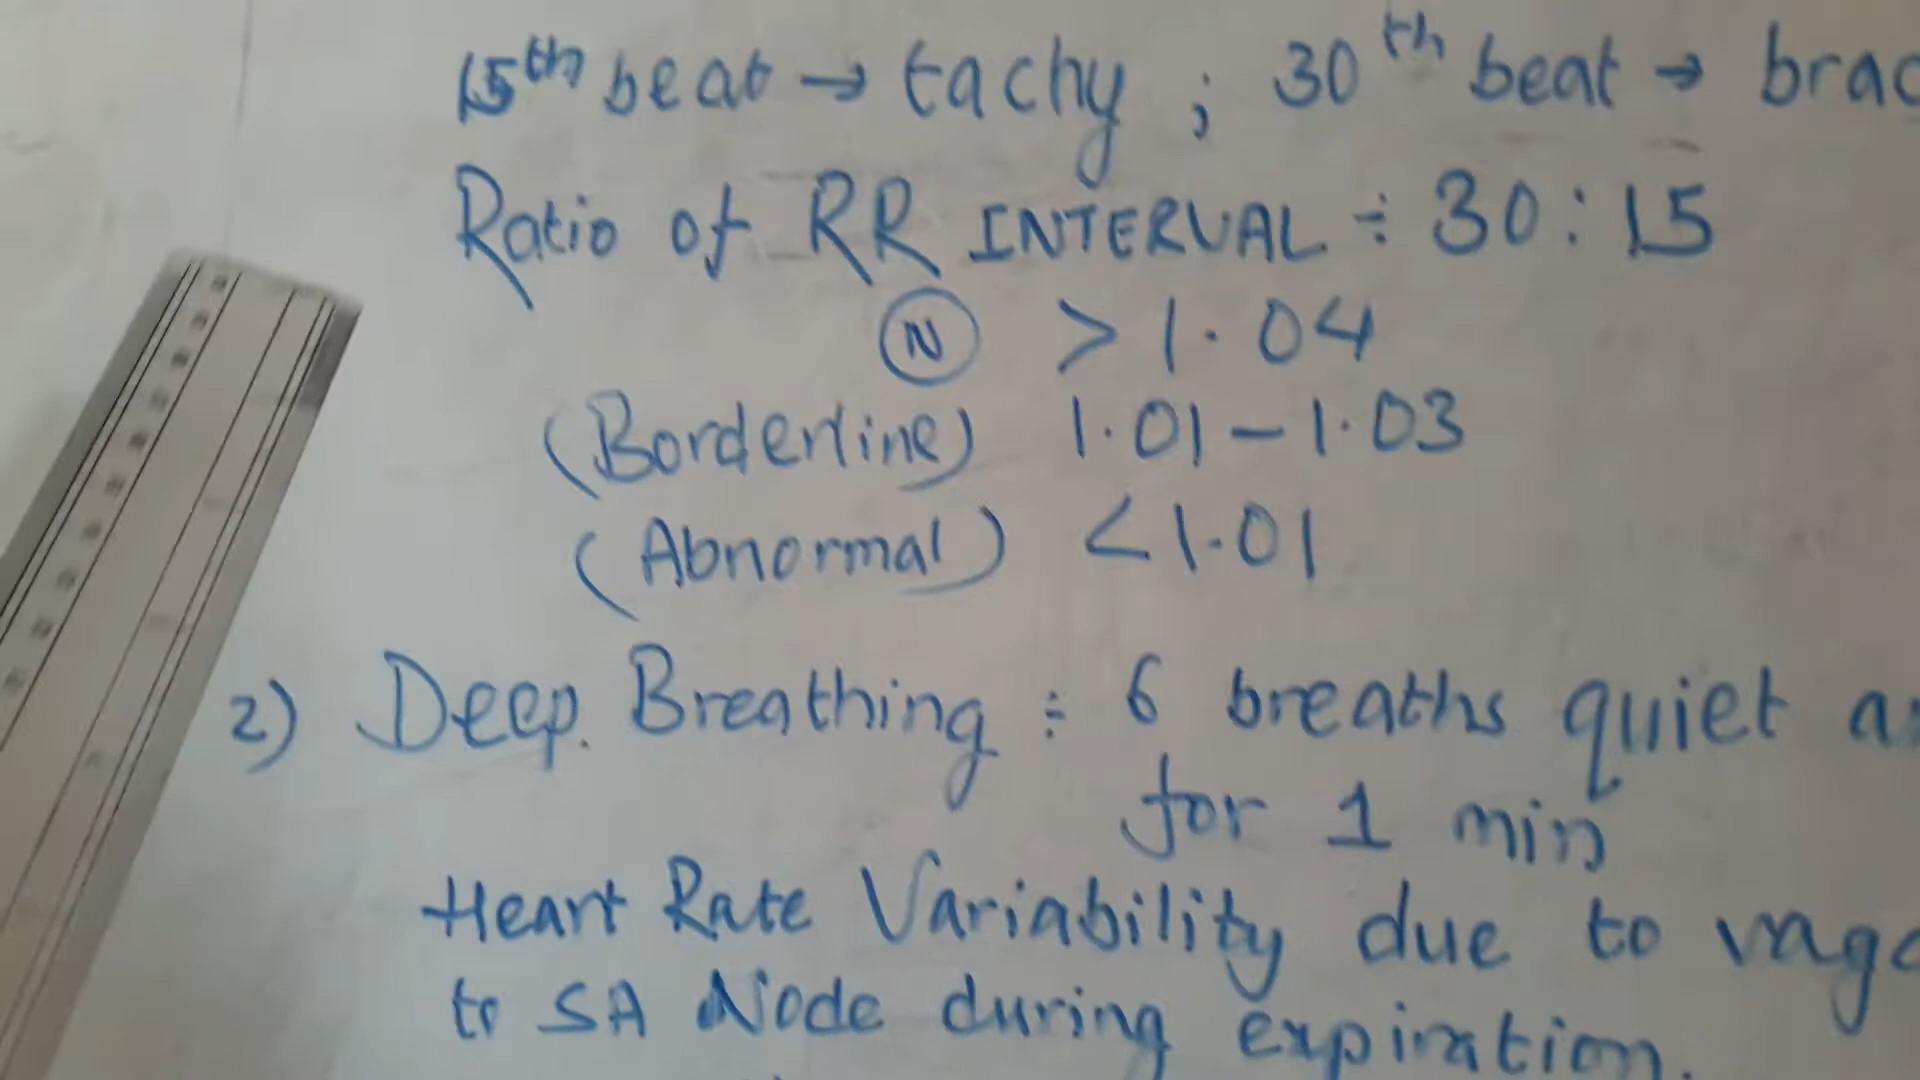 15th beat → tachy ; 30th beat → brad
Ratio of RR INTERVAL ÷ 30 : 15
N > 1.04
(Borderline) 1.01 – 1.03
(Abnormal) < 1.01
2) Deep. Breathing ÷ 6 breaths quiet
for 1 min
Heart Rate Variability due to
to SA Node during expiration.